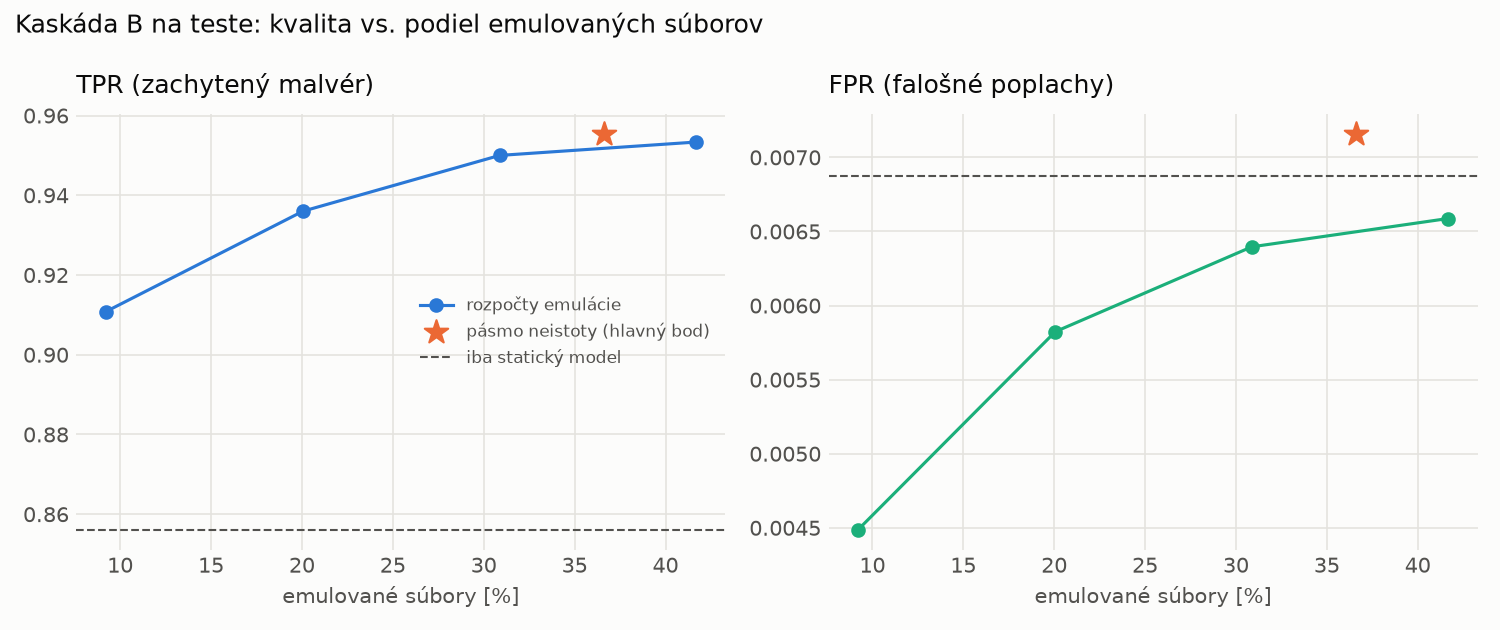 Kaskáda B na teste: kvalita vs. podiel emulovaných súborov
TPR (zachytený malvér)
0.96
0.94
0.92
0.90
0.88
0.86
10 15 20 25 30 35 40
emulované súbory [%]
rozpočty emulácie
pásmo neistoty (hlavný bod)
iba statický model
FPR (falošné poplachy)
0.0070
0.0065
0.0060
0.0055
0.0050
0.0045
10 15 20 25 30 35 40
emulované súbory [%]